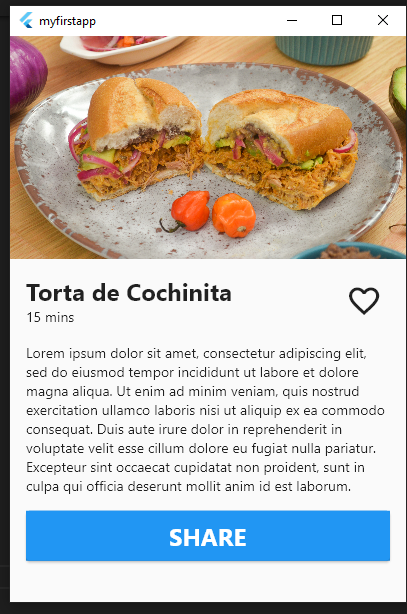 myfirstapp
Torta de Cochinita
15 mins
Lorem ipsum dolor sit amet, consectetur adipiscing elit,
sed do eiusmod tempor incididunt ut labore et dolore
magna aliqua. Ut enim ad minim veniam, quis nostrud
exercitation ullamco laboris nisi ut aliquip ex ea commodo
consequat. Duis aute irure dolor in reprehenderit in
voluptate velit esse cillum dolore eu fugiat nulla pariatur.
Excepteur sint occaecat cupidatat non proident, sunt in
culpa qui officia deserunt mollit anim id est laborum.
SHARE